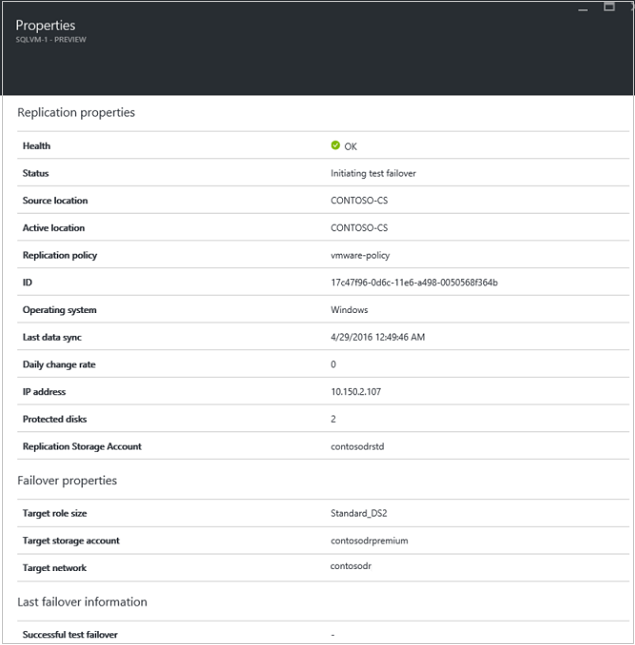 Properties
SQLVM-1 - PREVIEW
Replication properties
Health OK
Status Initiating test failover
Source location CONTOSO-CS
Active location CONTOSO-CS
Replication policy vmware-policy
ID 17c47f96-0d6c-11e6-a498-0050568f364b
Operating system Windows
Last data sync 4/29/2016 12:49:46 AM
Daily change rate 0
IP address 10.150.2.107
Protected disks 2
Replication Storage Account contosodrstd
Failover properties
Target role size Standard_DS2
Target storage account contosodrpremium
Target network contosodr
Last failover information
Successful test failover -